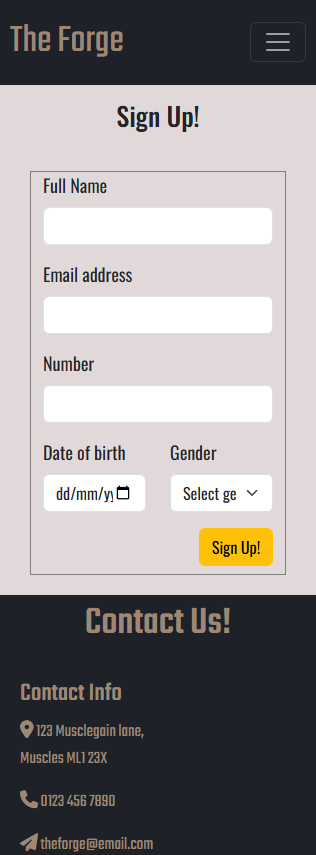 The Forge
Sign Up!
Full Name
Email address
Number
Date of birth
Gender
dd/mm/yy
Select ge
Sign Up!
Contact Us!
Contact Info
123 Musclegain lane,
Muscles ML1 23X
0123 456 7890
theforge@email.com